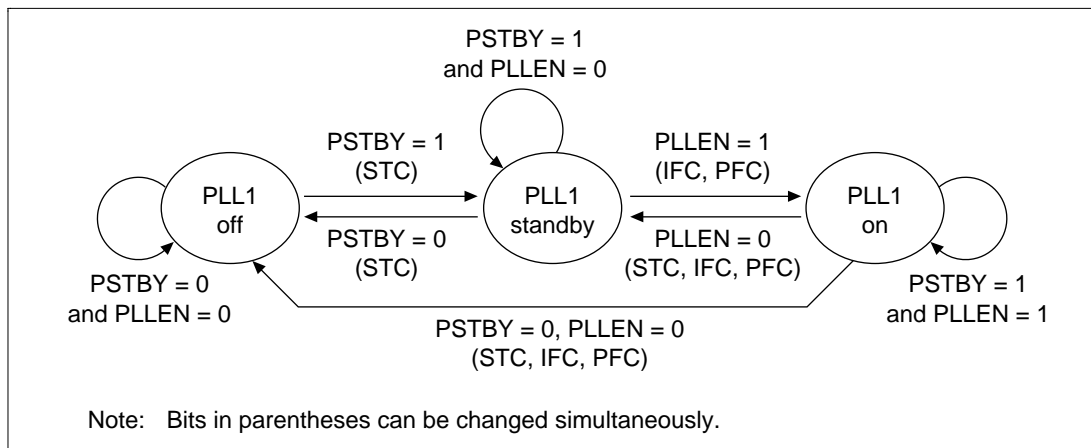 PSTBY = 1
and PLLEN = 0
PSTBY = 1
(STC)
PLLEN = 1
(IFC, PFC)
PLL1
off
PLL1
standby
PLL1
on
PSTBY = 0
(STC)
PLLEN = 0
(STC, IFC, PFC)
PSTBY = 0
and PLLEN = 0
PSTBY = 1
and PLLEN = 1
PSTBY = 0, PLLEN = 0
(STC, IFC, PFC)
Note: Bits in parentheses can be changed simultaneously.